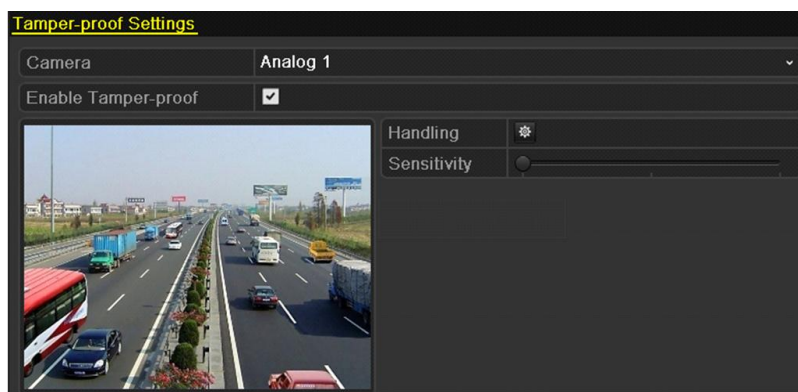 Tamper-proof Settings
Camera Analog 1
Enable Tamper-proof
Handling
Sensitivity